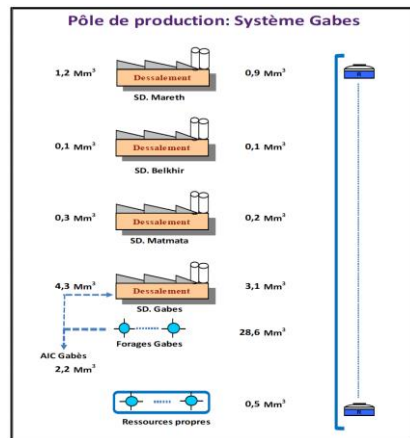 Pôle de production: Système Gabes
1,2 Mm³ Dessalement 0,9 Mm³
SD. Mareth
0,1 Mm³ Dessalement 0,1 Mm³
SD. Belkhir
0,3 Mm³ Dessalement 0,2 Mm³
SD. Matmata
4,3 Mm³ Dessalement 3,1 Mm³
SD. Gabes
28,6 Mm³
Forages Gabes
AIC Gabès
2,2 Mm³
0,5 Mm³
Ressources propres